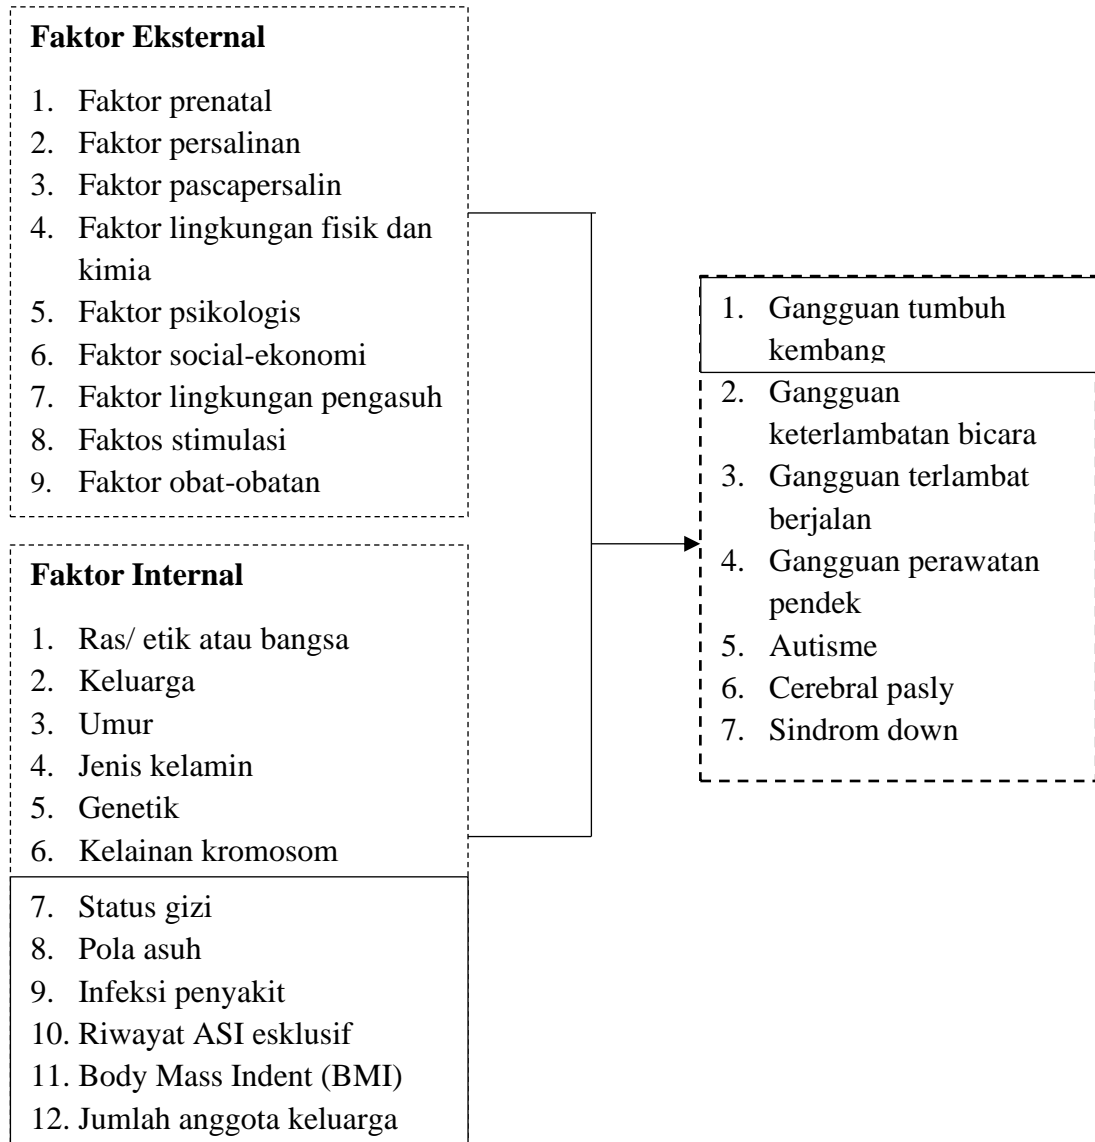 Faktor Eksternal
1. Faktor prenatal
2. Faktor persalinan
3. Faktor pascapersalin
4. Faktor lingkungan fisik dan
kimia
5. Faktor psikologis
6. Faktor social-ekonomi
7. Faktor lingkungan pengasuh
8. Faktos stimulasi
9. Faktor obat-obatan
Faktor Internal
1. Ras/ etik atau bangsa
2. Keluarga
3. Umur
4. Jenis kelamin
5. Genetik
6. Kelainan kromosom
7. Status gizi
8. Pola asuh
9. Infeksi penyakit
10. Riwayat ASI esklusif
11. Body Mass Indent (BMI)
12. Jumlah anggota keluarga
1. Gangguan tumbuh
kembang
2. Gangguan
keterlambatan bicara
3. Gangguan terlambat
berjalan
4. Gangguan perawatan
pendek
5. Autisme
6. Cerebral pasly
7. Sindrom down